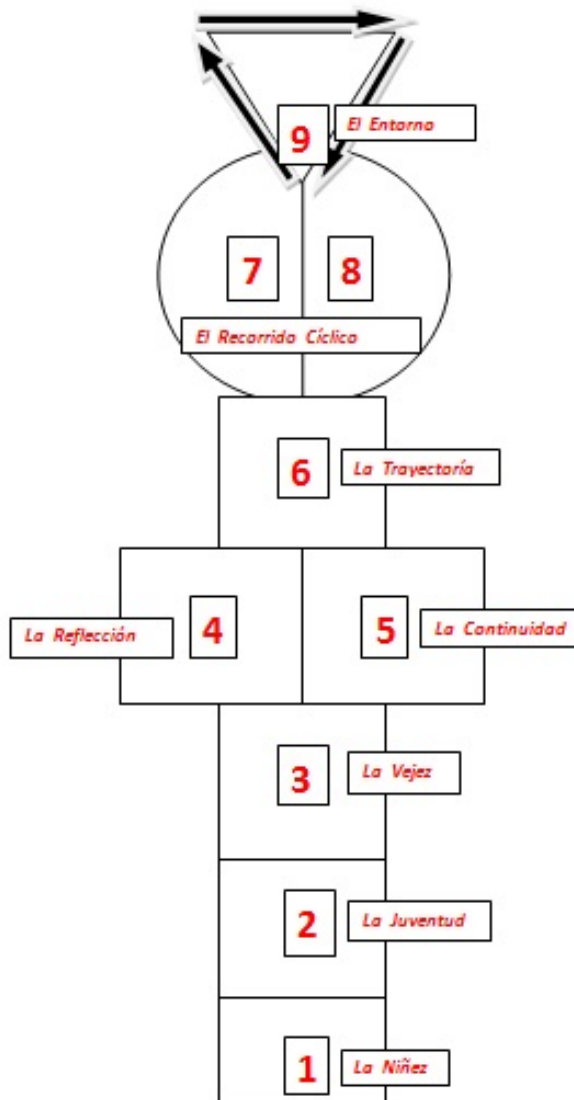 9 El Entorno
7 8
El Recorrido Cíclico
6 La Trayectoría
La Reflección 4 5 La Continuidad
3 La Vejez
2 La Juventud
1 La Niñez